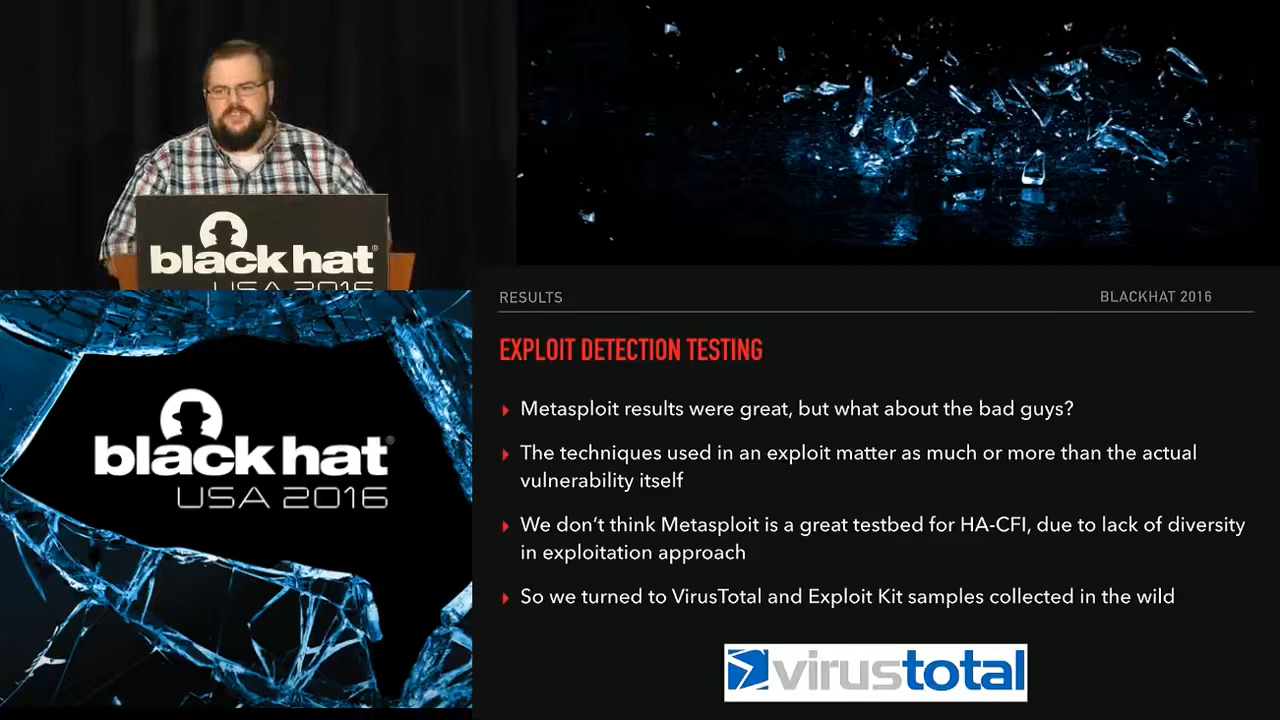 black hat®
USA 2016
black hat®
USA 2016
RESULTS
BLACKHAT 2016
EXPLOIT DETECTION TESTING
Metasploit results were great, but what about the bad guys?
The techniques used in an exploit matter as much or more than the actual
vulnerability itself
We don’t think Metasploit is a great testbed for HA-CFI, due to lack of diversity
in exploitation approach
So we turned to VirusTotal and Exploit Kit samples collected in the wild
virustotal